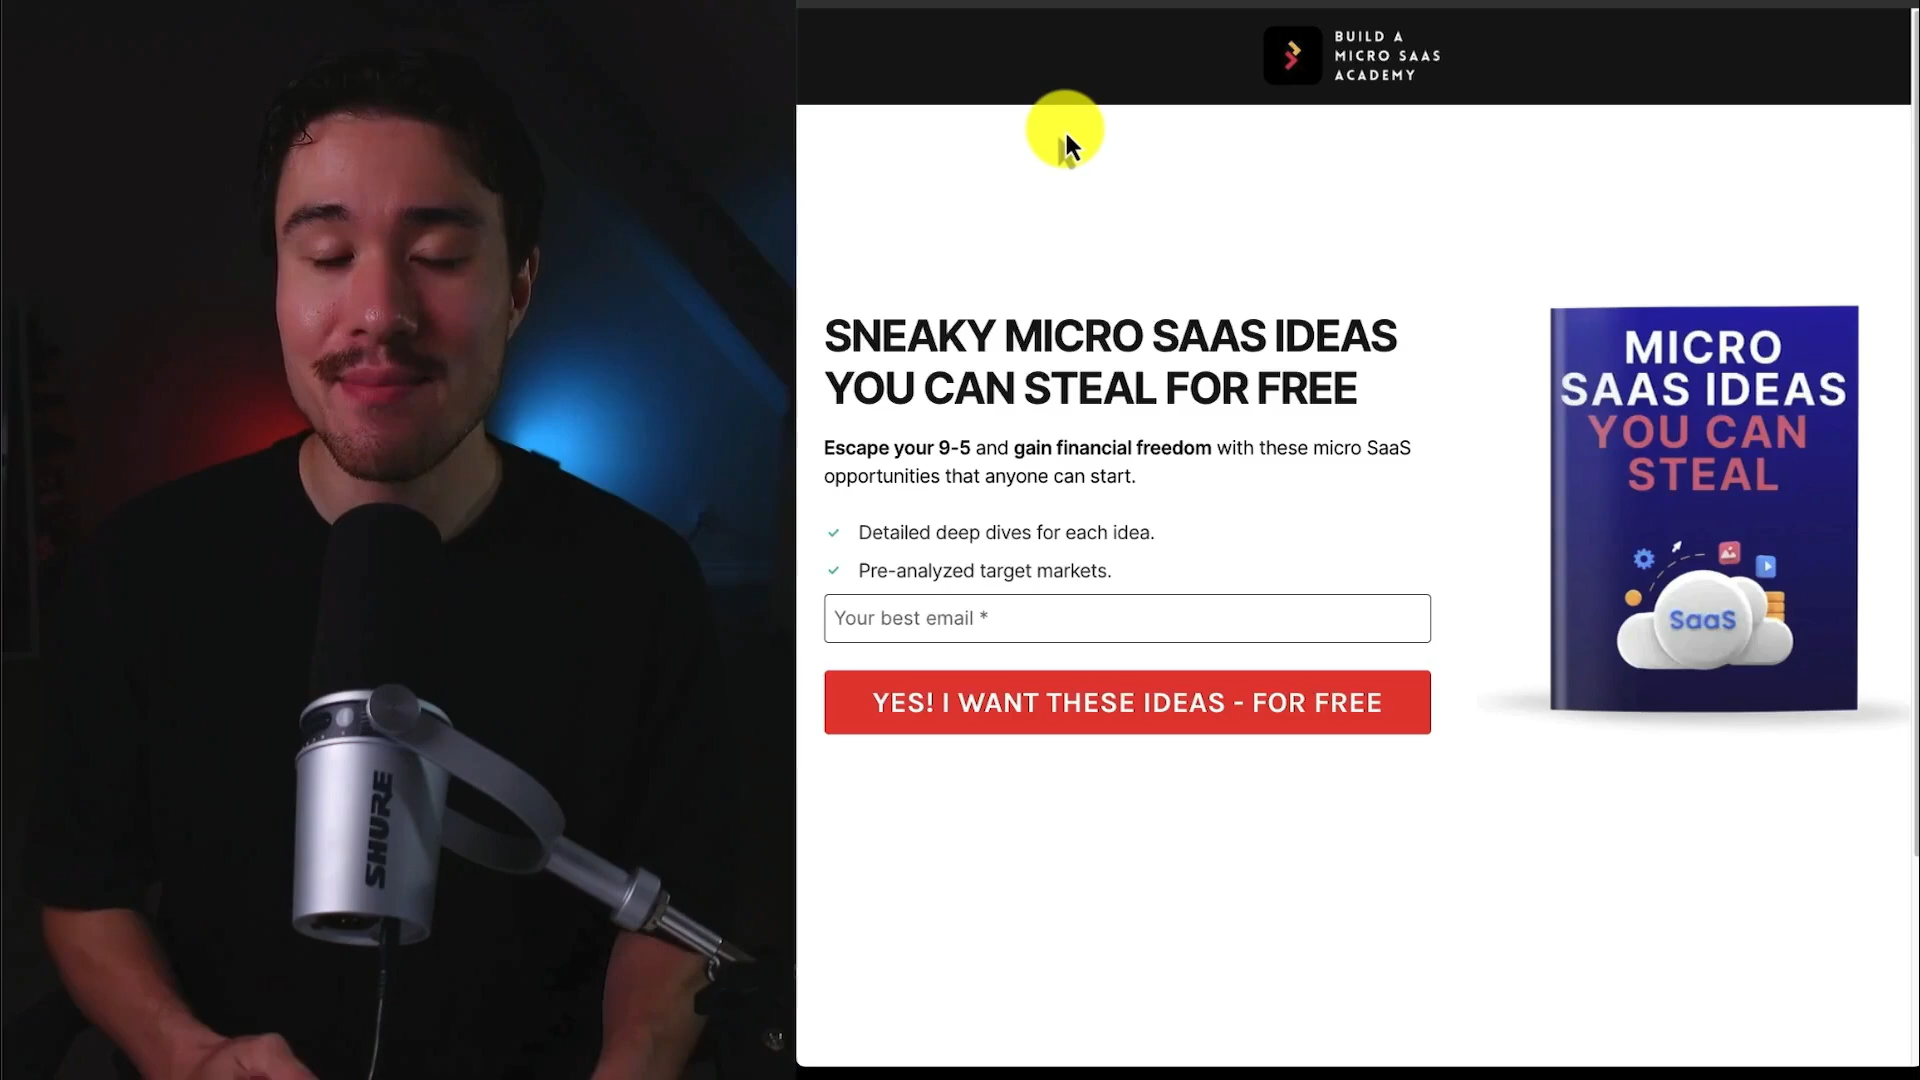 BUILD A
MICRO SAAS
ACADEMY
SNEAKY MICRO SAAS IDEAS
YOU CAN STEAL FOR FREE
Escape your 9-5 and gain financial freedom with these micro SaaS
opportunities that anyone can start.
Detailed deep dives for each idea.
Pre-analyzed target markets.
Your best email *
YES! I WANT THESE IDEAS - FOR FREE
MICRO
SAAS IDEAS
YOU CAN
STEAL
SaaS
SHURE